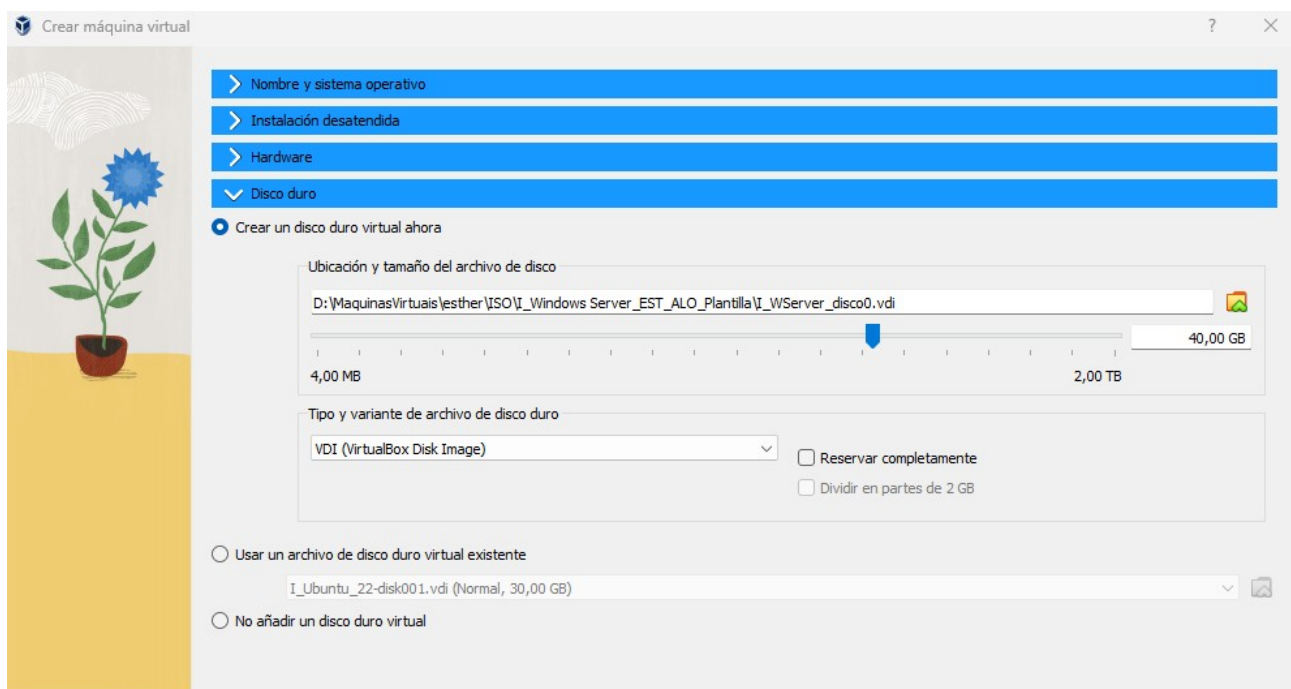 Crear máquina virtual
?
Nombre y sistema operativo
Instalación desatendida
Hardware
Disco duro
Crear un disco duro virtual ahora
Ubicación y tamaño del archivo de disco
D:\MaquinasVirtuais\esther\ISO\I_Windows Server_EST_ALO_Plantilla\I_WServer_disco0.vdi
40,00 GB
4,00 MB 2,00 TB
Tipo y variante de archivo de disco duro
VDI (VirtualBox Disk Image)
Reservar completamente
Dividir en partes de 2 GB
Usar un archivo de disco duro virtual existente
I_Ubuntu_22-disk001.vdi (Normal, 30,00 GB)
No añadir un disco duro virtual